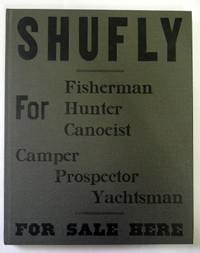 SHUFLY
Fisherman
For Hunter
Canoeist
Camper
Prospector
Yachtsman
FOR SALE HERE